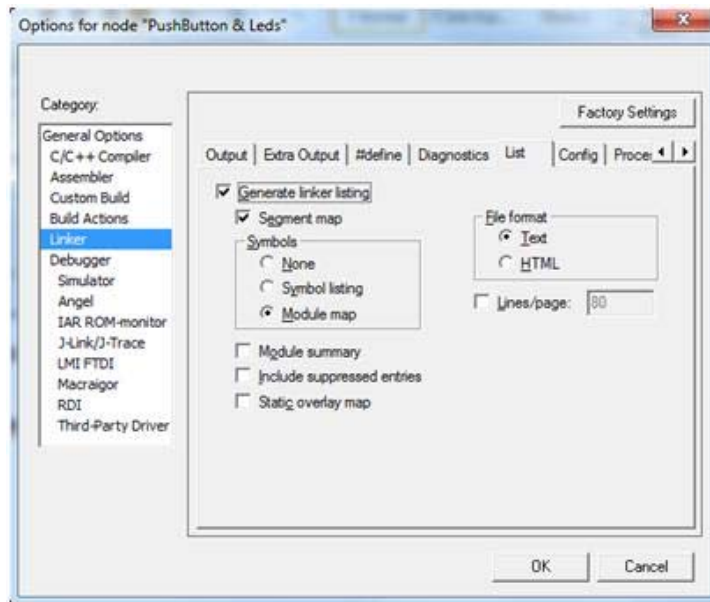 Options for node "PushButton & Leds"
Category:
Factory Settings
General Options
C/C++ Compiler
Assembler
Custom Build
Build Actions
Linker
Debugger
Simulator
Angel
IAR ROM-monitor
J-Link/J-Trace
LMI FTDI
Macraigor
RDI
Third-Party Driver
Output
Extra Output
#define
Diagnostics
List
Config
Generate linker listing
Segment map
Symbols
None
Symbol listing
Module map
Module summary
Include suppressed entries
Static overlay map
File format
Text
HTML
Lines/page: 80
OK
Cancel